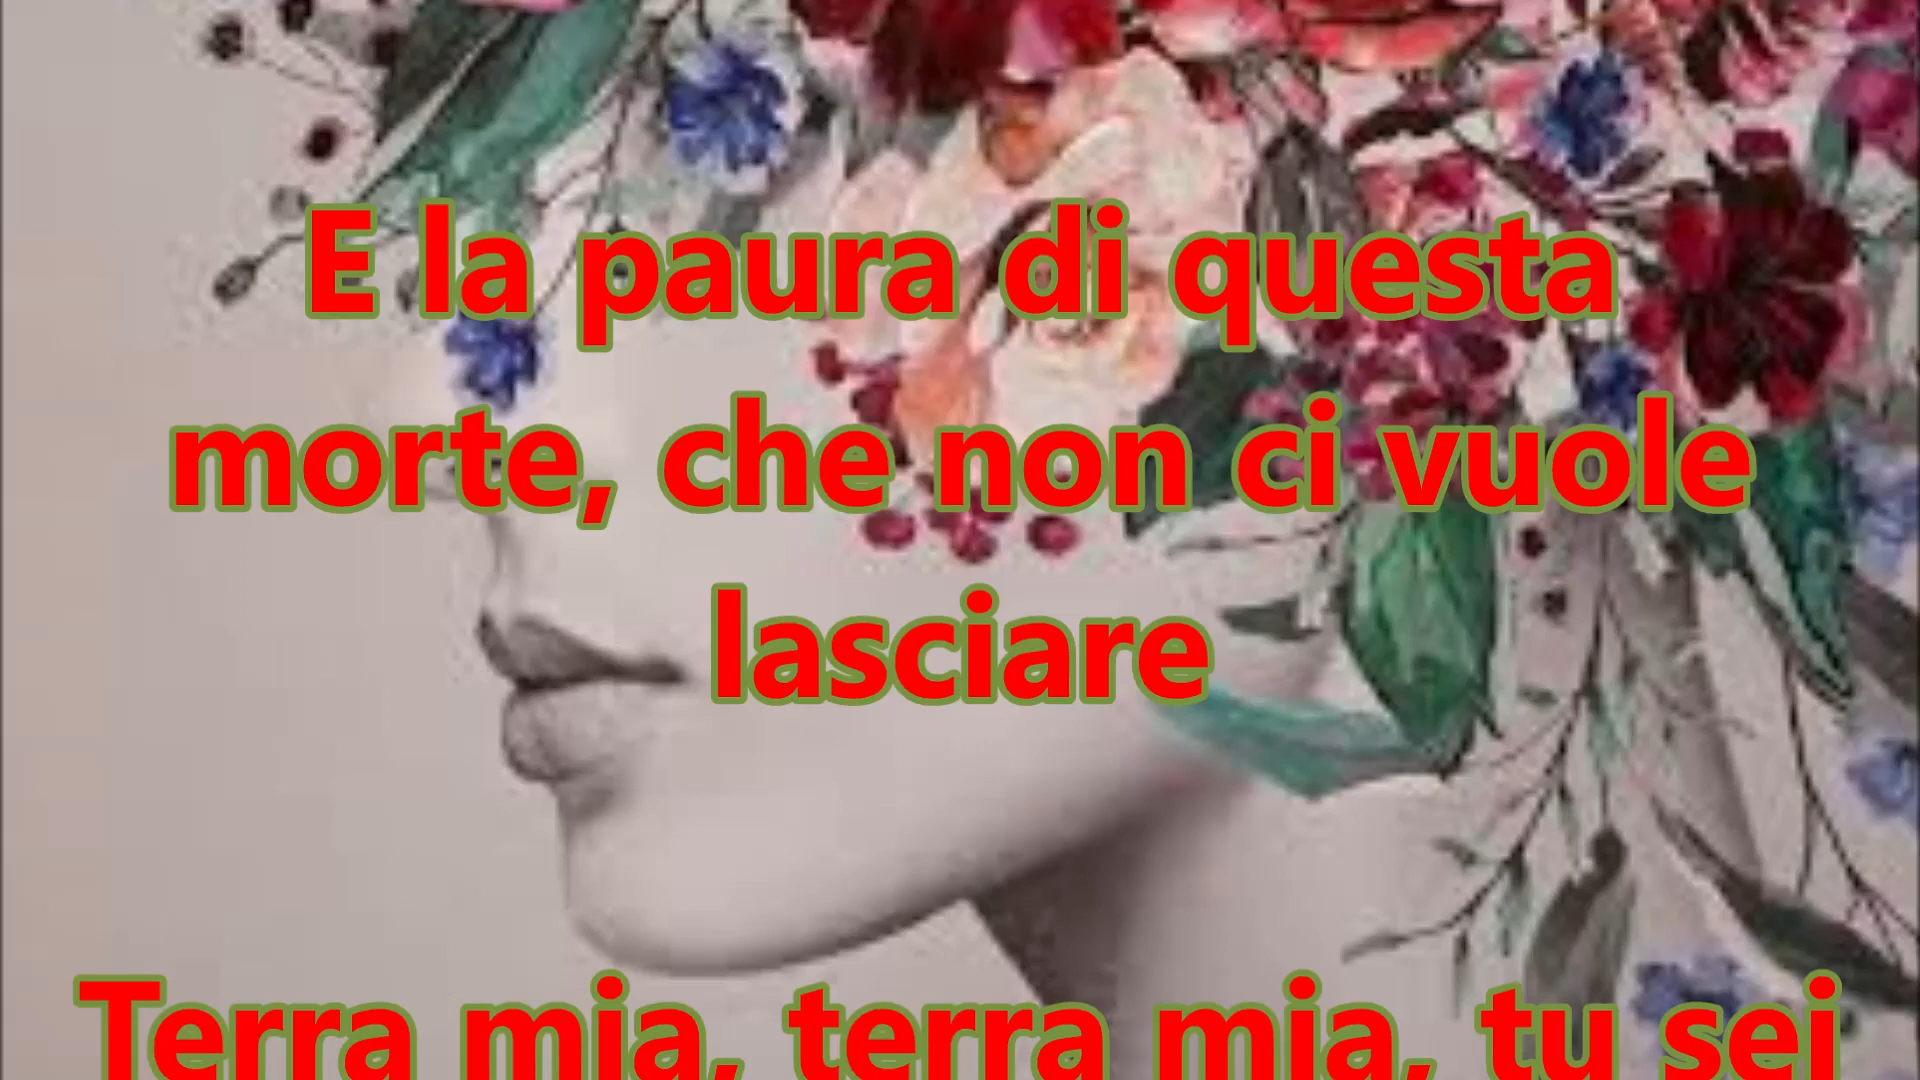 E la paura di questa
morte, che non ci vuole
lasciare
Terra mia, terra mia, tu sei